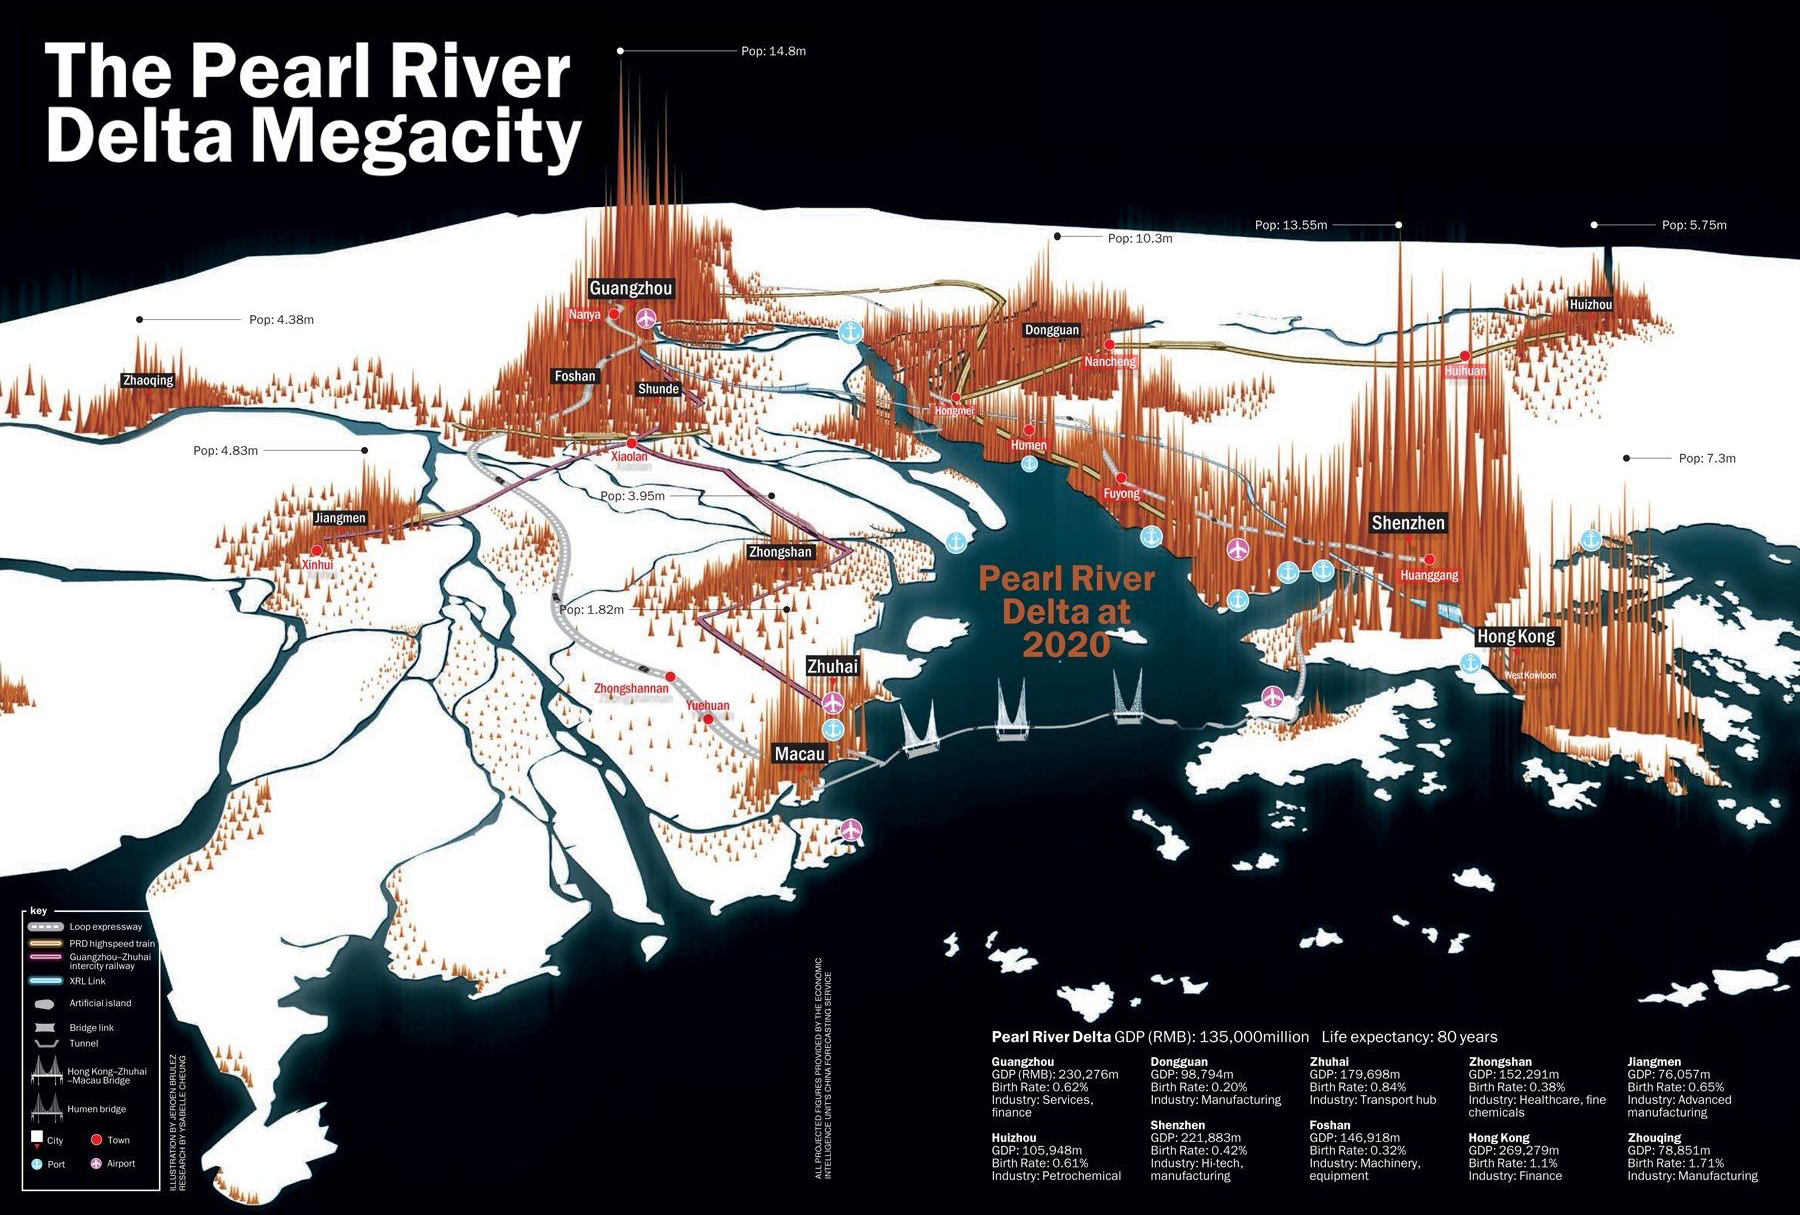 The Pearl River
Delta Megacity
Pop: 14.8m
Pop: 13.55m
Pop: 5.75m
Pop: 10.3m
Guangzhou
Huizhou
Nanya
Pop: 4.38m
Dongguan
Nancheng
Huihuan
Zhaoqing
Foshan
Shunde
Hongmei
Humen
Pop: 4.83m
Xiaolan
Pop: 7.3m
Fuyong
Pop: 3.95m
Jiangmen
Shenzhen
Xinhui
Zhongshan
Huanggang
Pearl River
Delta at
2020
Pop: 1.82m
Hong Kong
West Kowloon
Zhuhai
Zhongshannan
Yuehuan
Macau
key
Loop expressway
PRD highspeed train
Guangzhou–Zhuhai
intercity railway
XRL Link
Artificial island
Bridge link
Tunnel
Hong Kong–Zhuhai
–Macau Bridge
Humen bridge
City
Town
Port
Airport
ILLUSTRATION BY JEROEN BRULEZ
RESEARCH BY YSABELLE CHEUNG
ALL PROJECTED FIGURES PROVIDED BY THE ECONOMIC
INTELLIGENCE UNIT'S CHINA FORECASTING SERVICE
Pearl River Delta GDP (RMB): 135,000million Life expectancy: 80 years
Guangzhou
GDP (RMB): 230,276m
Birth Rate: 0.62%
Industry: Services,
finance
Dongguan
GDP: 98,794m
Birth Rate: 0.20%
Industry: Manufacturing
Zhuhai
GDP: 179,698m
Birth Rate: 0.84%
Industry: Transport hub
Zhongshan
GDP: 152,291m
Birth Rate: 0.38%
Industry: Healthcare, fine
chemicals
Jiangmen
GDP: 76,057m
Birth Rate: 0.65%
Industry: Advanced
manufacturing
Huizhou
GDP: 105,948m
Birth Rate: 0.61%
Industry: Petrochemical
Shenzhen
GDP: 221,883m
Birth Rate: 0.42%
Industry: Hi-tech,
manufacturing
Foshan
GDP: 146,918m
Birth Rate: 0.32%
Industry: Machinery,
equipment
Hong Kong
GDP: 269,279m
Birth Rate: 1.1%
Industry: Finance
Zhouqing
GDP: 78,851m
Birth Rate: 1.71%
Industry: Manufacturing